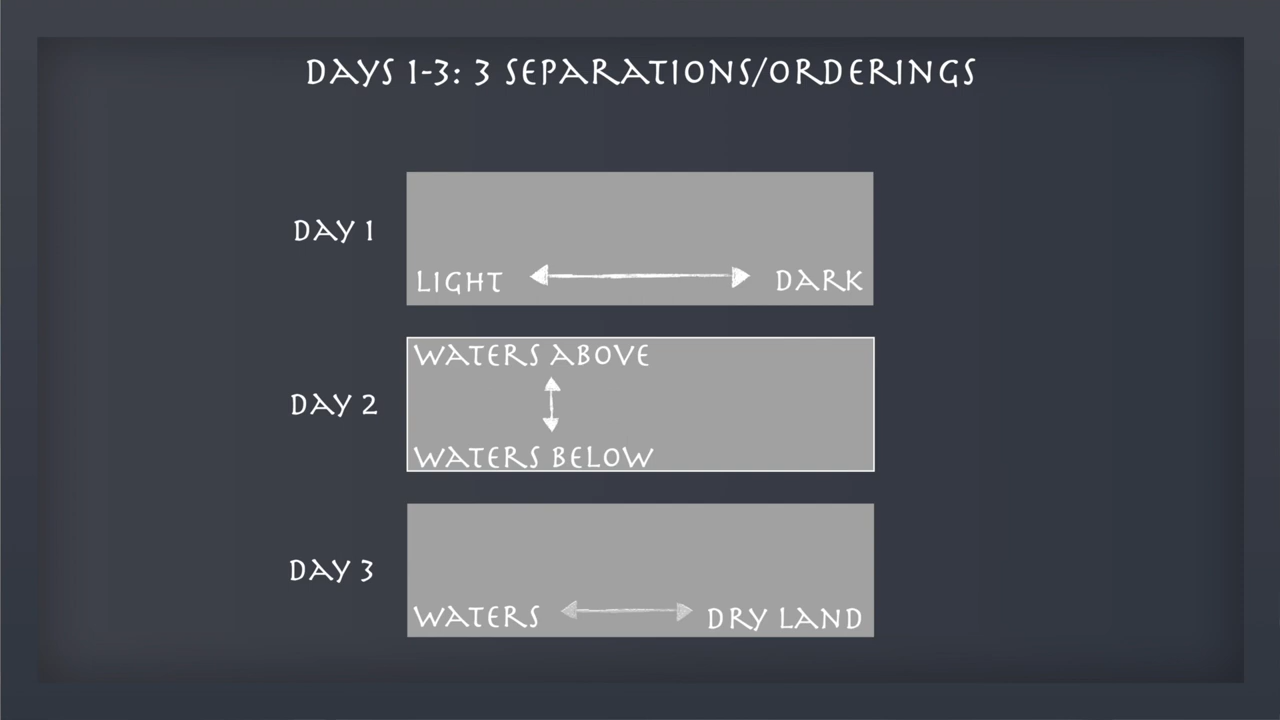 DAYS 1-3: 3 SEPARATIONS/ORDERINGS
DAY 1
LIGHT DARK
WATERS ABOVE
DAY 2
WATERS BELOW
DAY 3
WATERS DRY LAND